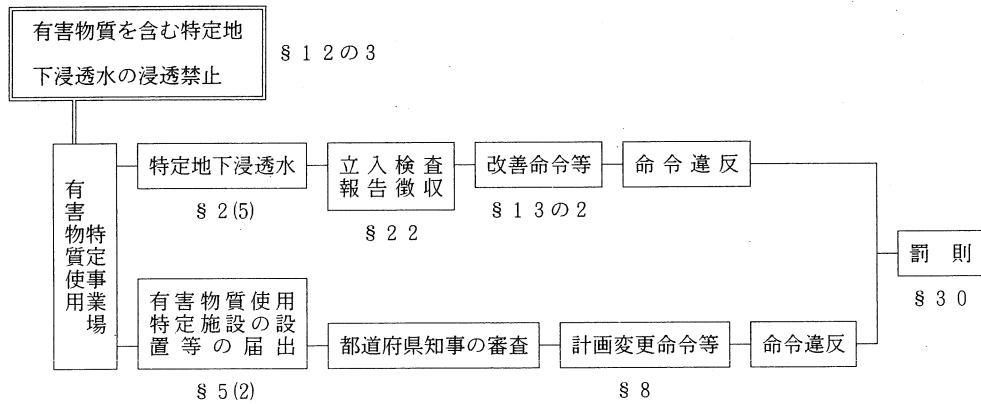 有害物質を含む特定地
下浸透水の浸透禁止
§12の3
有害物質使用
特定事業場
特定地下浸透水
§2(5)
立入検査
報告徴収
§22
改善命令等
§13の2
命令違反
有害物質使用
特定施設の設
置等の届出
§5(2)
都道府県知事の審査
計画変更命令等
§8
命令違反
罰則
§30